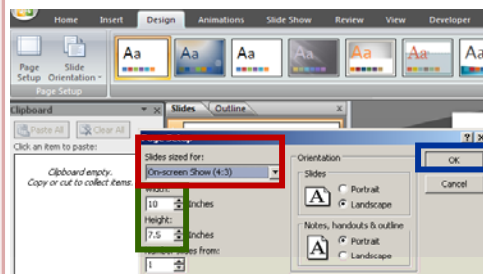 Home Insert Design Animations Slide Show Review View Developer
Aa Aa Aa Aa Aa Aa Aa
Page Setup
Slide Orientation
Page Setup
Clipboard
Slides Outline x
Paste All Clear All
Click an item to paste:
Clipboard empty.
Copy or cut to collect items.
? X
Slides sized for:
On-screen Show (4:3)
Width:
10 Inches
Height:
7.5 Inches
from:
1
Orientation
Slides
A
Portrait
Landscape
Notes, handouts & outline
A
Portrait
Landscape
OK
Cancel